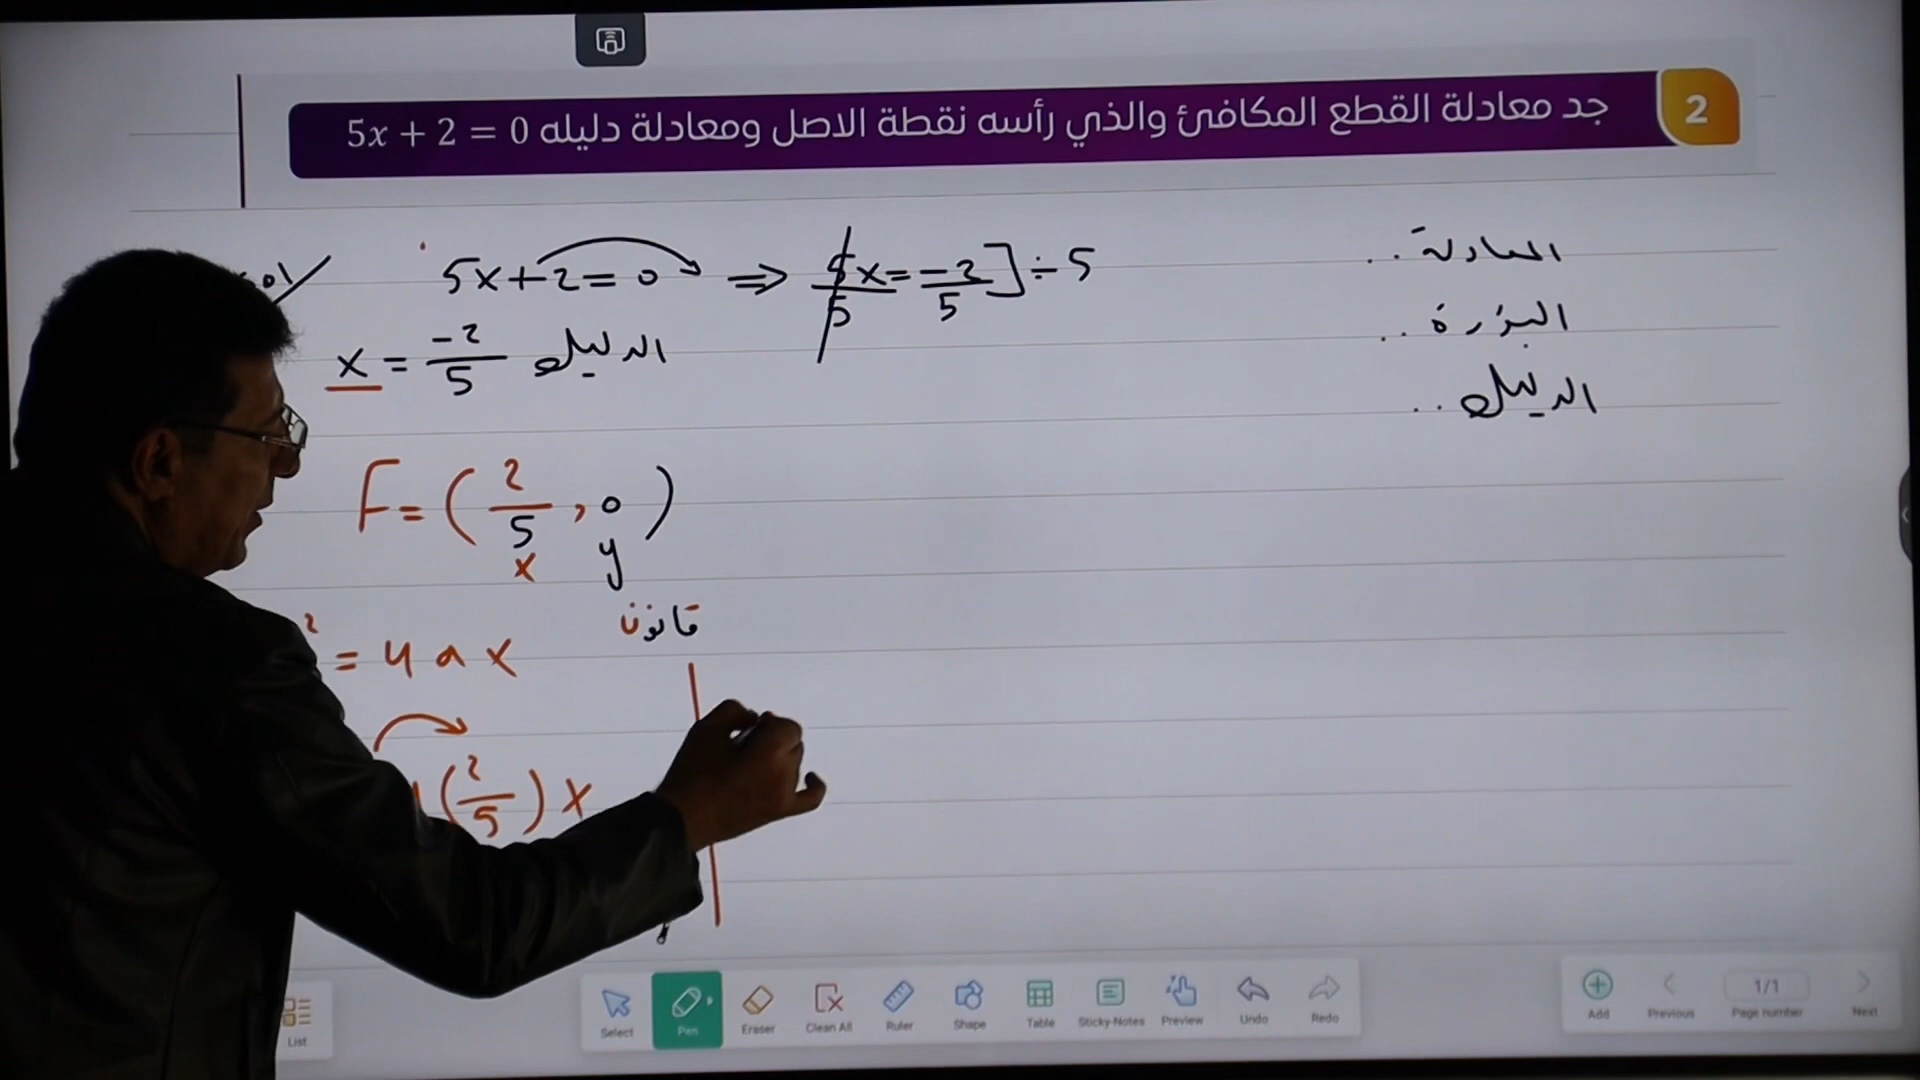 2 جد معادلة القطع المكافئ والذي رأسه نقطة الاصل ومعادلة دليله 5x + 2 = 0
sol/ 5x+2=0 ⇒ 5x/5 = -2/5 ] ÷5
x = -2/5 الدليل
المعادلة ..
البؤرة ..
الدليل ..
F = ( 2/5 , 0 )
x y
² = 4 a x قانون
(2/5) x
List
Select Pen Eraser Clean All Ruler Shape Table Sticky-Notes Preview Undo Redo
Add Previous 1/1 Page number Next